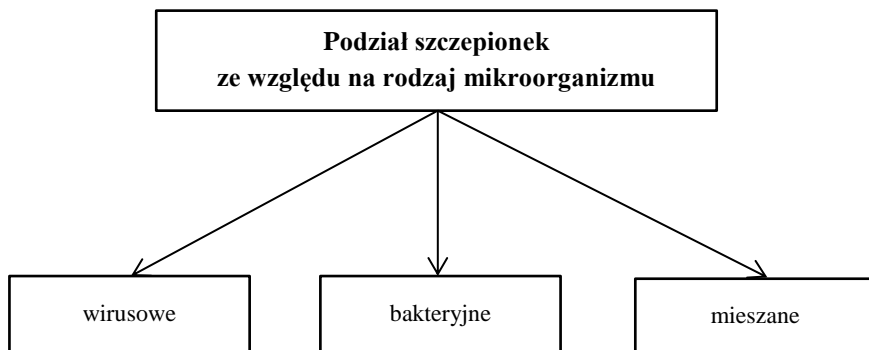 Podział szczepionek
ze względu na rodzaj mikroorganizmu
wirusowe
bakteryjne
mieszane